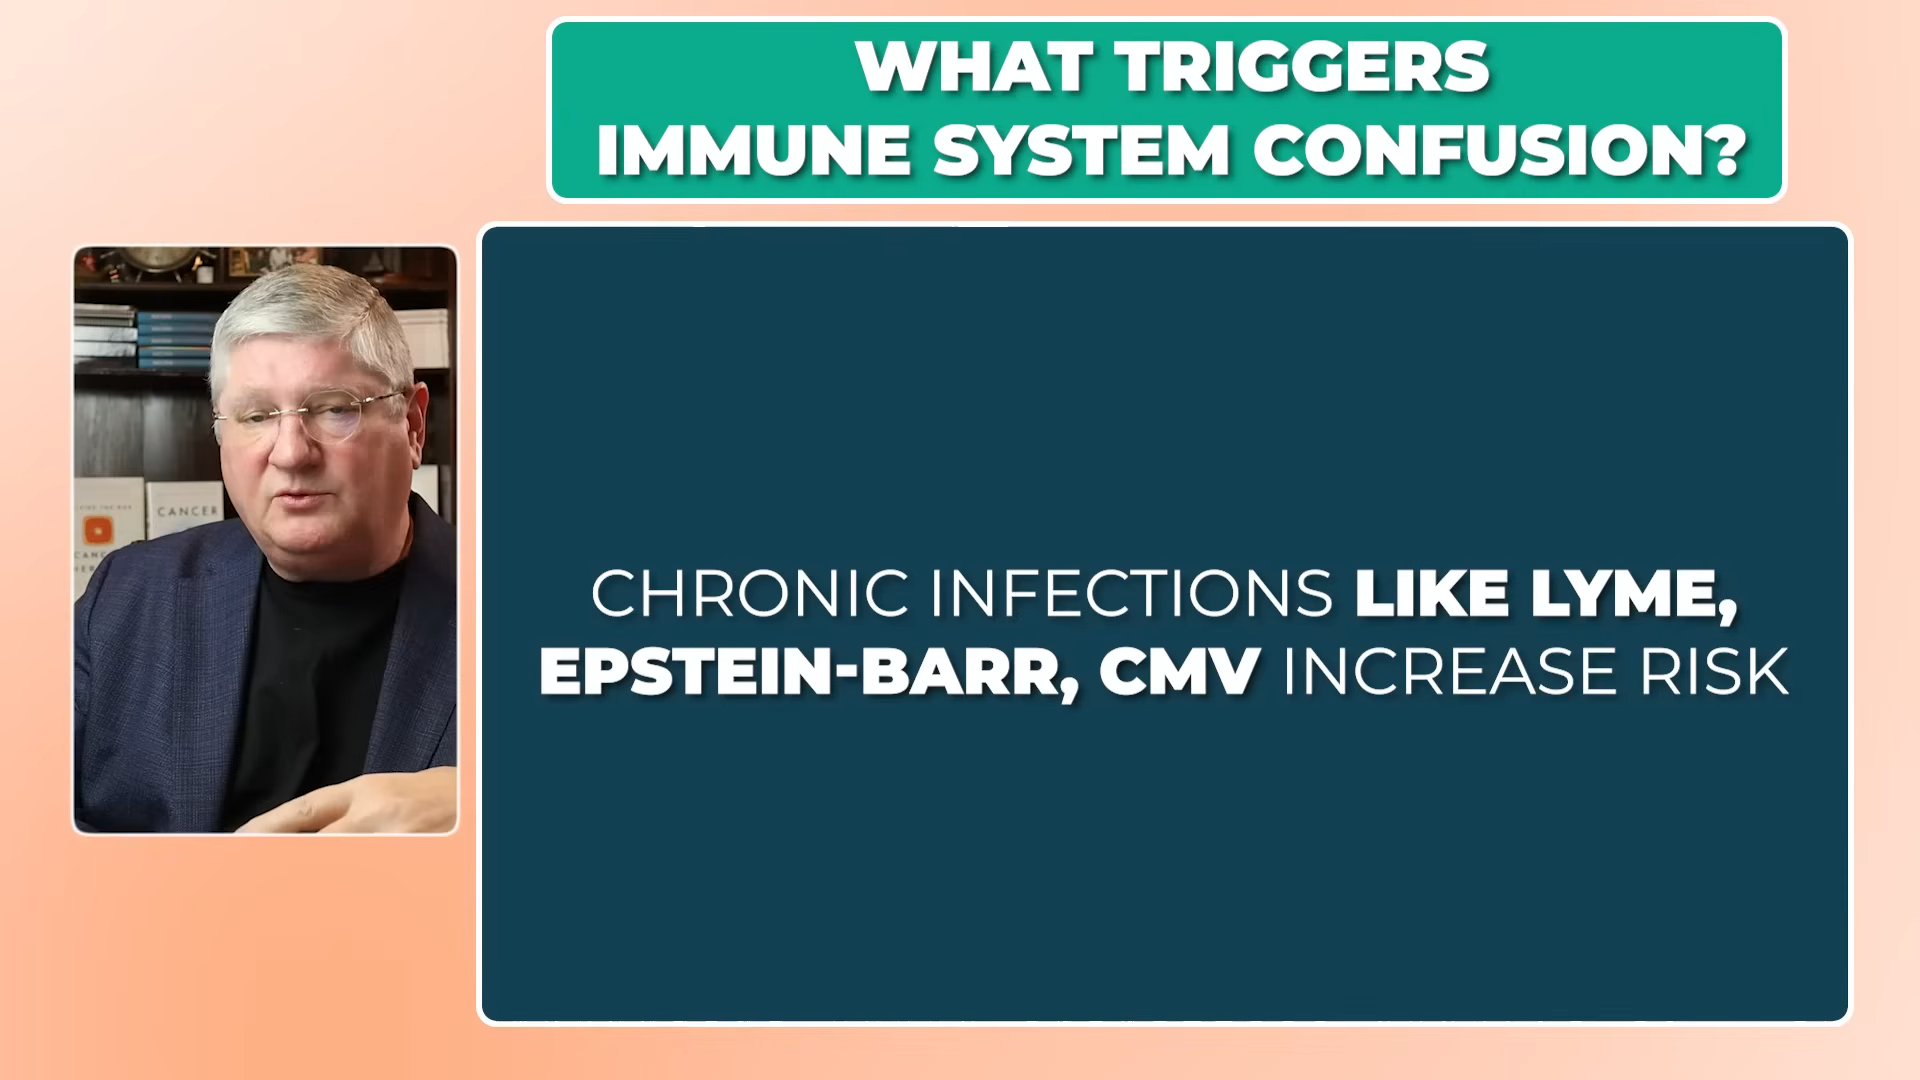 WHAT TRIGGERS
IMMUNE SYSTEM CONFUSION?
CHRONIC INFECTIONS LIKE LYME,
EPSTEIN-BARR, CMV INCREASE RISK
CANCER